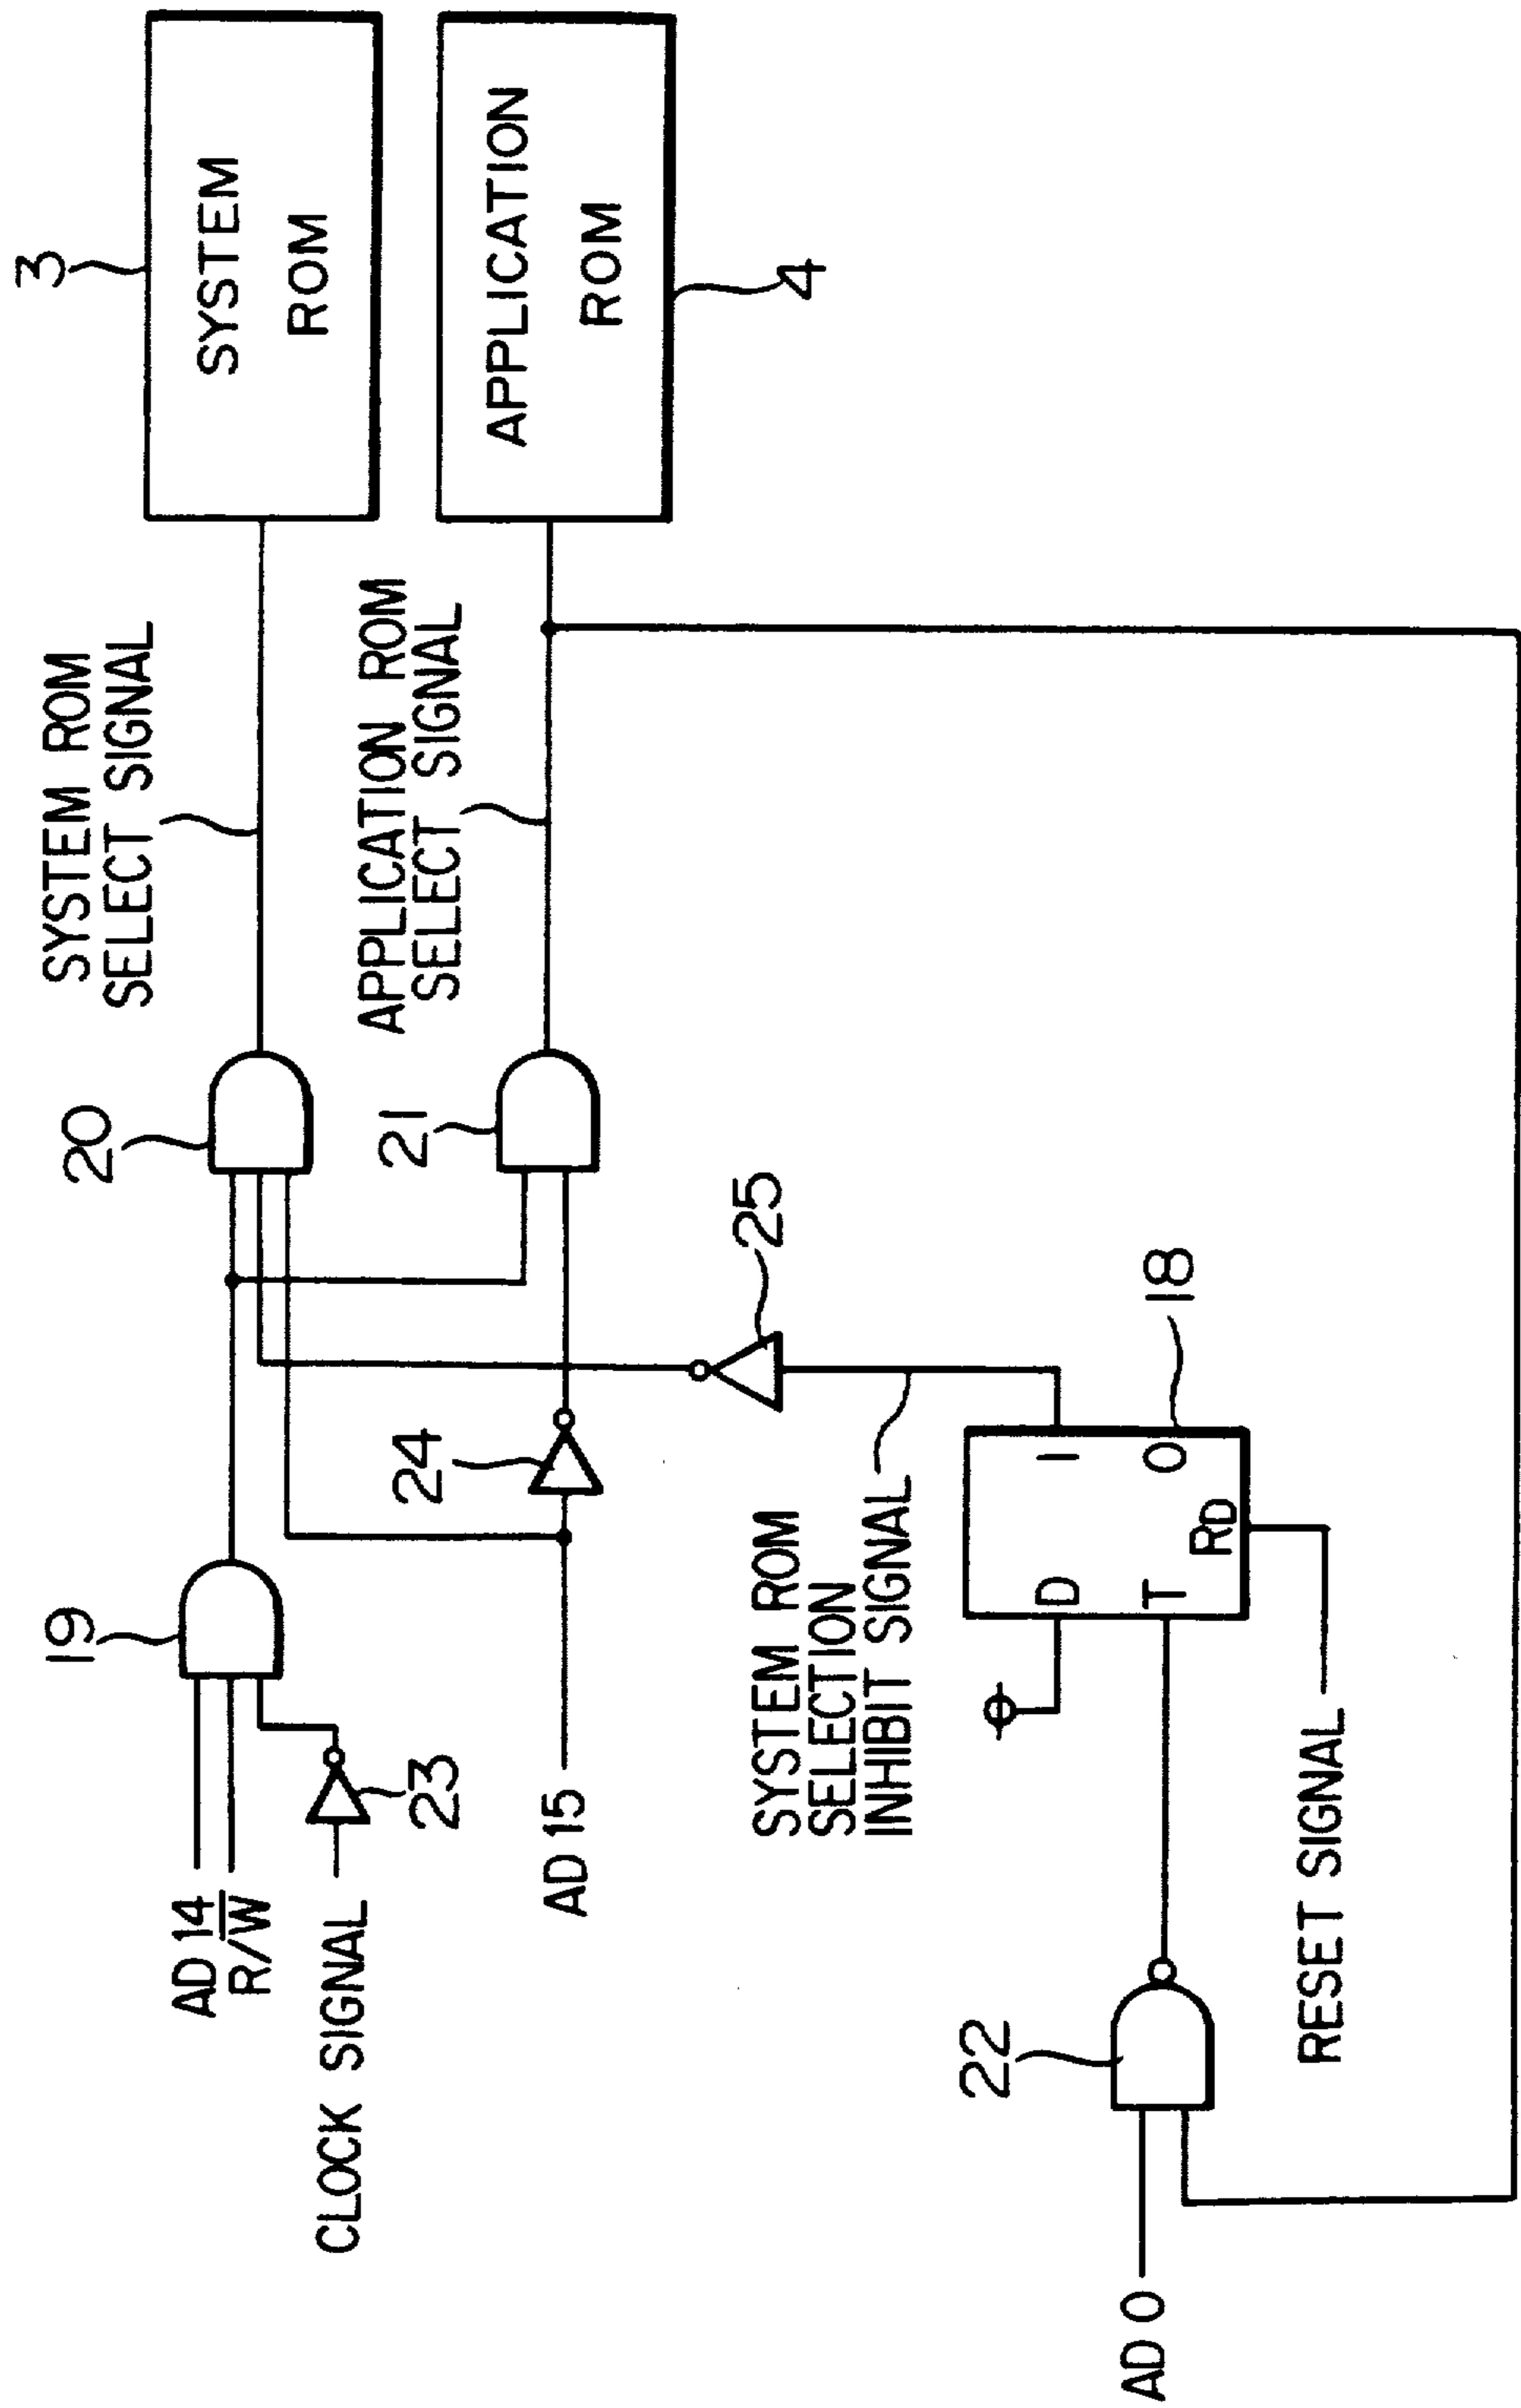 3
SYSTEM
ROM
APPLICATION
ROM
4
SYSTEM ROM
SELECT SIGNAL
APPLICATION ROM
SELECT SIGNAL
20
21
25
19
24
18
AD 14
R/W̅
CLOCK SIGNAL
23
AD 15
SYSTEM ROM
SELECTION
INHIBIT SIGNAL
D
1
T
0
RD
22
RESET SIGNAL
AD 0